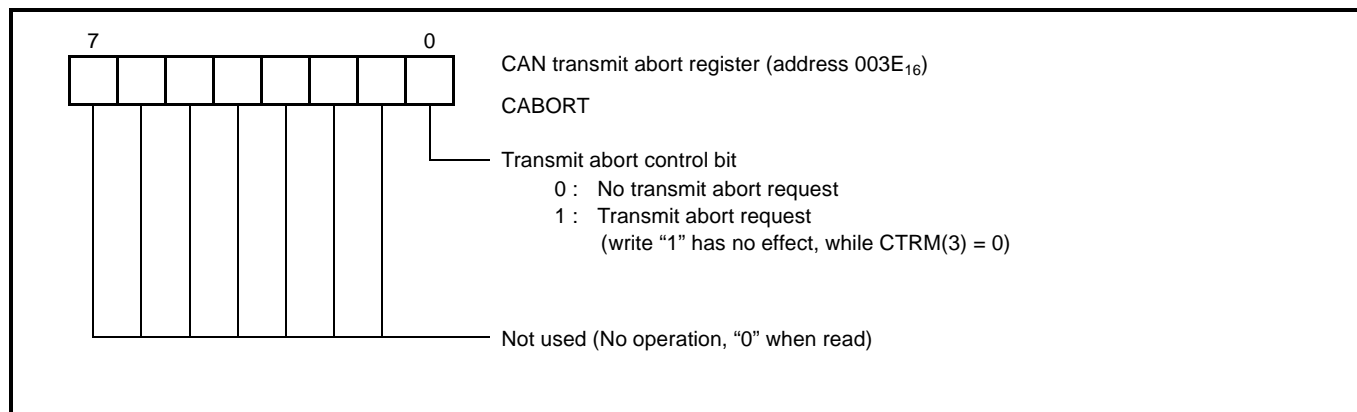 7 0
CAN transmit abort register (address 003E₁₆)
CABORT
Transmit abort control bit
0 : No transmit abort request
1 : Transmit abort request
(write “1” has no effect, while CTRM(3) = 0)
Not used (No operation, “0” when read)